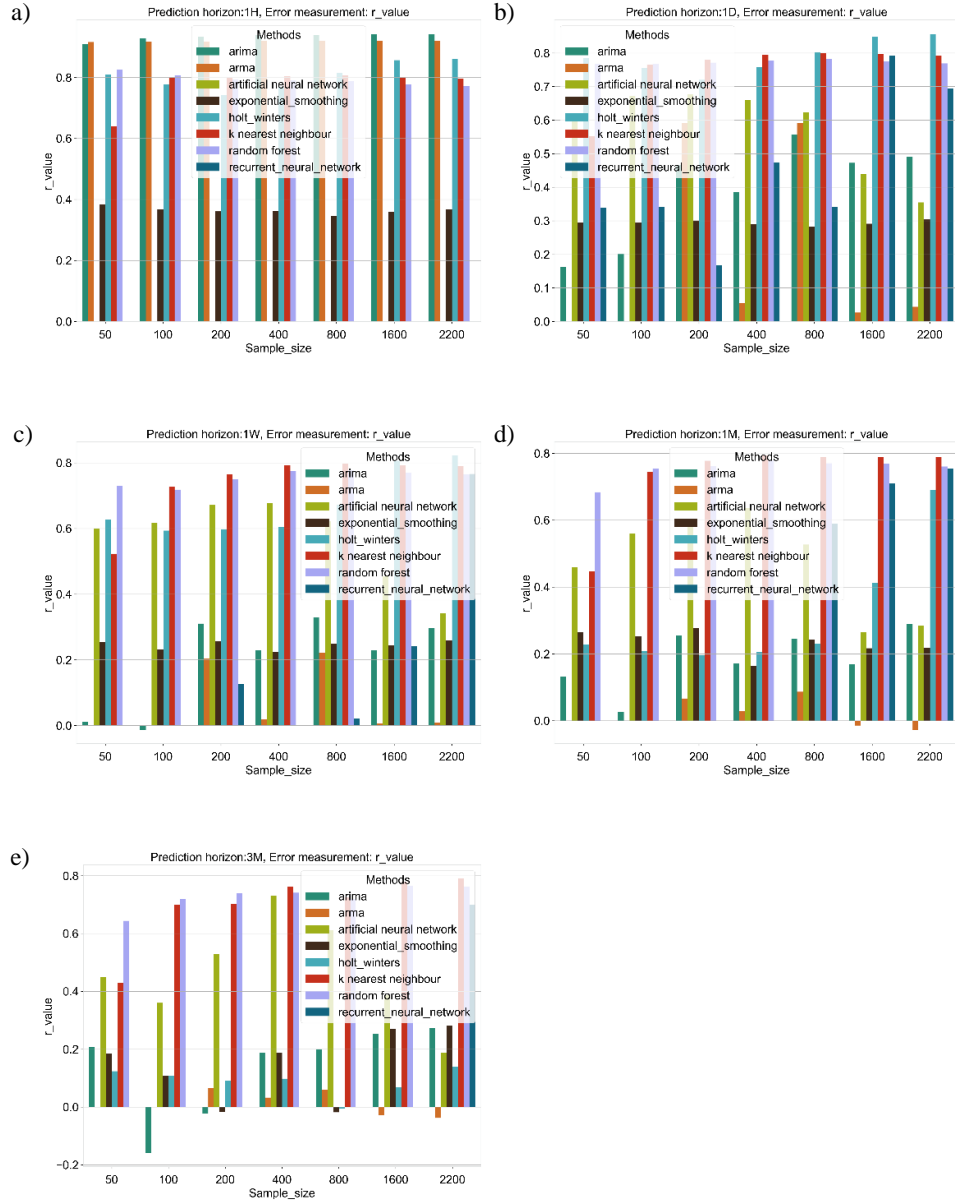 a)
Prediction horizon:1H, Error measurement: r_value
Methods
arima
arma
artificial neural network
exponential_smoothing
holt_winters
k nearest neighbour
random forest
recurrent_neural_network
r_value
0.8
0.6
0.4
0.2
0.0
50 100 200 400 800 1600 2200
Sample_size
b)
Prediction horizon:1D, Error measurement: r_value
Methods
arima
arma
artificial neural network
exponential_smoothing
holt_winters
k nearest neighbour
random forest
recurrent_neural_network
r_value
0.8
0.7
0.6
0.5
0.4
0.3
0.2
0.1
0.0
50 100 200 400 800 1600 2200
Sample_size
c)
Prediction horizon:1W, Error measurement: r_value
Methods
arima
arma
artificial neural network
exponential_smoothing
holt_winters
k nearest neighbour
random forest
recurrent_neural_network
r_value
0.8
0.6
0.4
0.2
0.0
50 100 200 400 800 1600 2200
Sample_size
d)
Prediction horizon:1M, Error measurement: r_value
Methods
arima
arma
artificial neural network
exponential_smoothing
holt_winters
k nearest neighbour
random forest
recurrent_neural_network
r_value
0.8
0.6
0.4
0.2
0.0
50 100 200 400 800 1600 2200
Sample_size
e)
Prediction horizon:3M, Error measurement: r_value
Methods
arima
arma
artificial neural network
exponential_smoothing
holt_winters
k nearest neighbour
random forest
recurrent_neural_network
r_value
0.8
0.6
0.4
0.2
0.0
−0.2
50 100 200 400 800 1600 2200
Sample_size